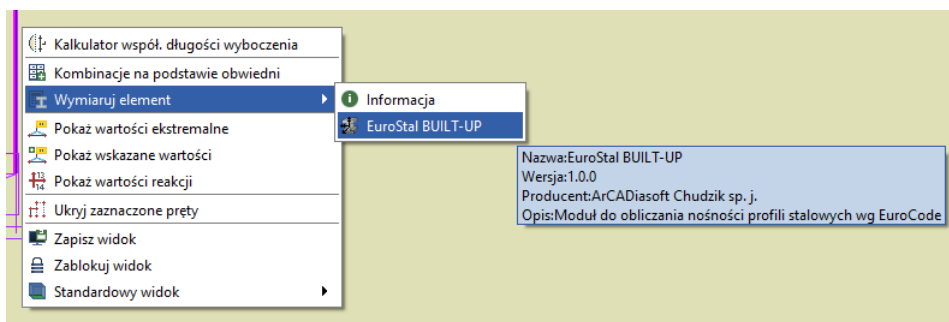 Kalkulator współ. długości wyboczenia
Kombinacje na podstawie obwiedni
Wymiaruj element
Pokaż wartości ekstremalne
Pokaż wskazane wartości
13
14
Pokaż wartości reakcji
Ukryj zaznaczone pręty
Zapisz widok
Zablokuj widok
Standardowy widok
Informacja
EuroStal BUILT-UP
Nazwa:EuroStal BUILT-UP
Wersja:1.0.0
Producent:ArCADiasoft Chudzik sp. j.
Opis:Moduł do obliczania nośności profili stalowych wg EuroCode